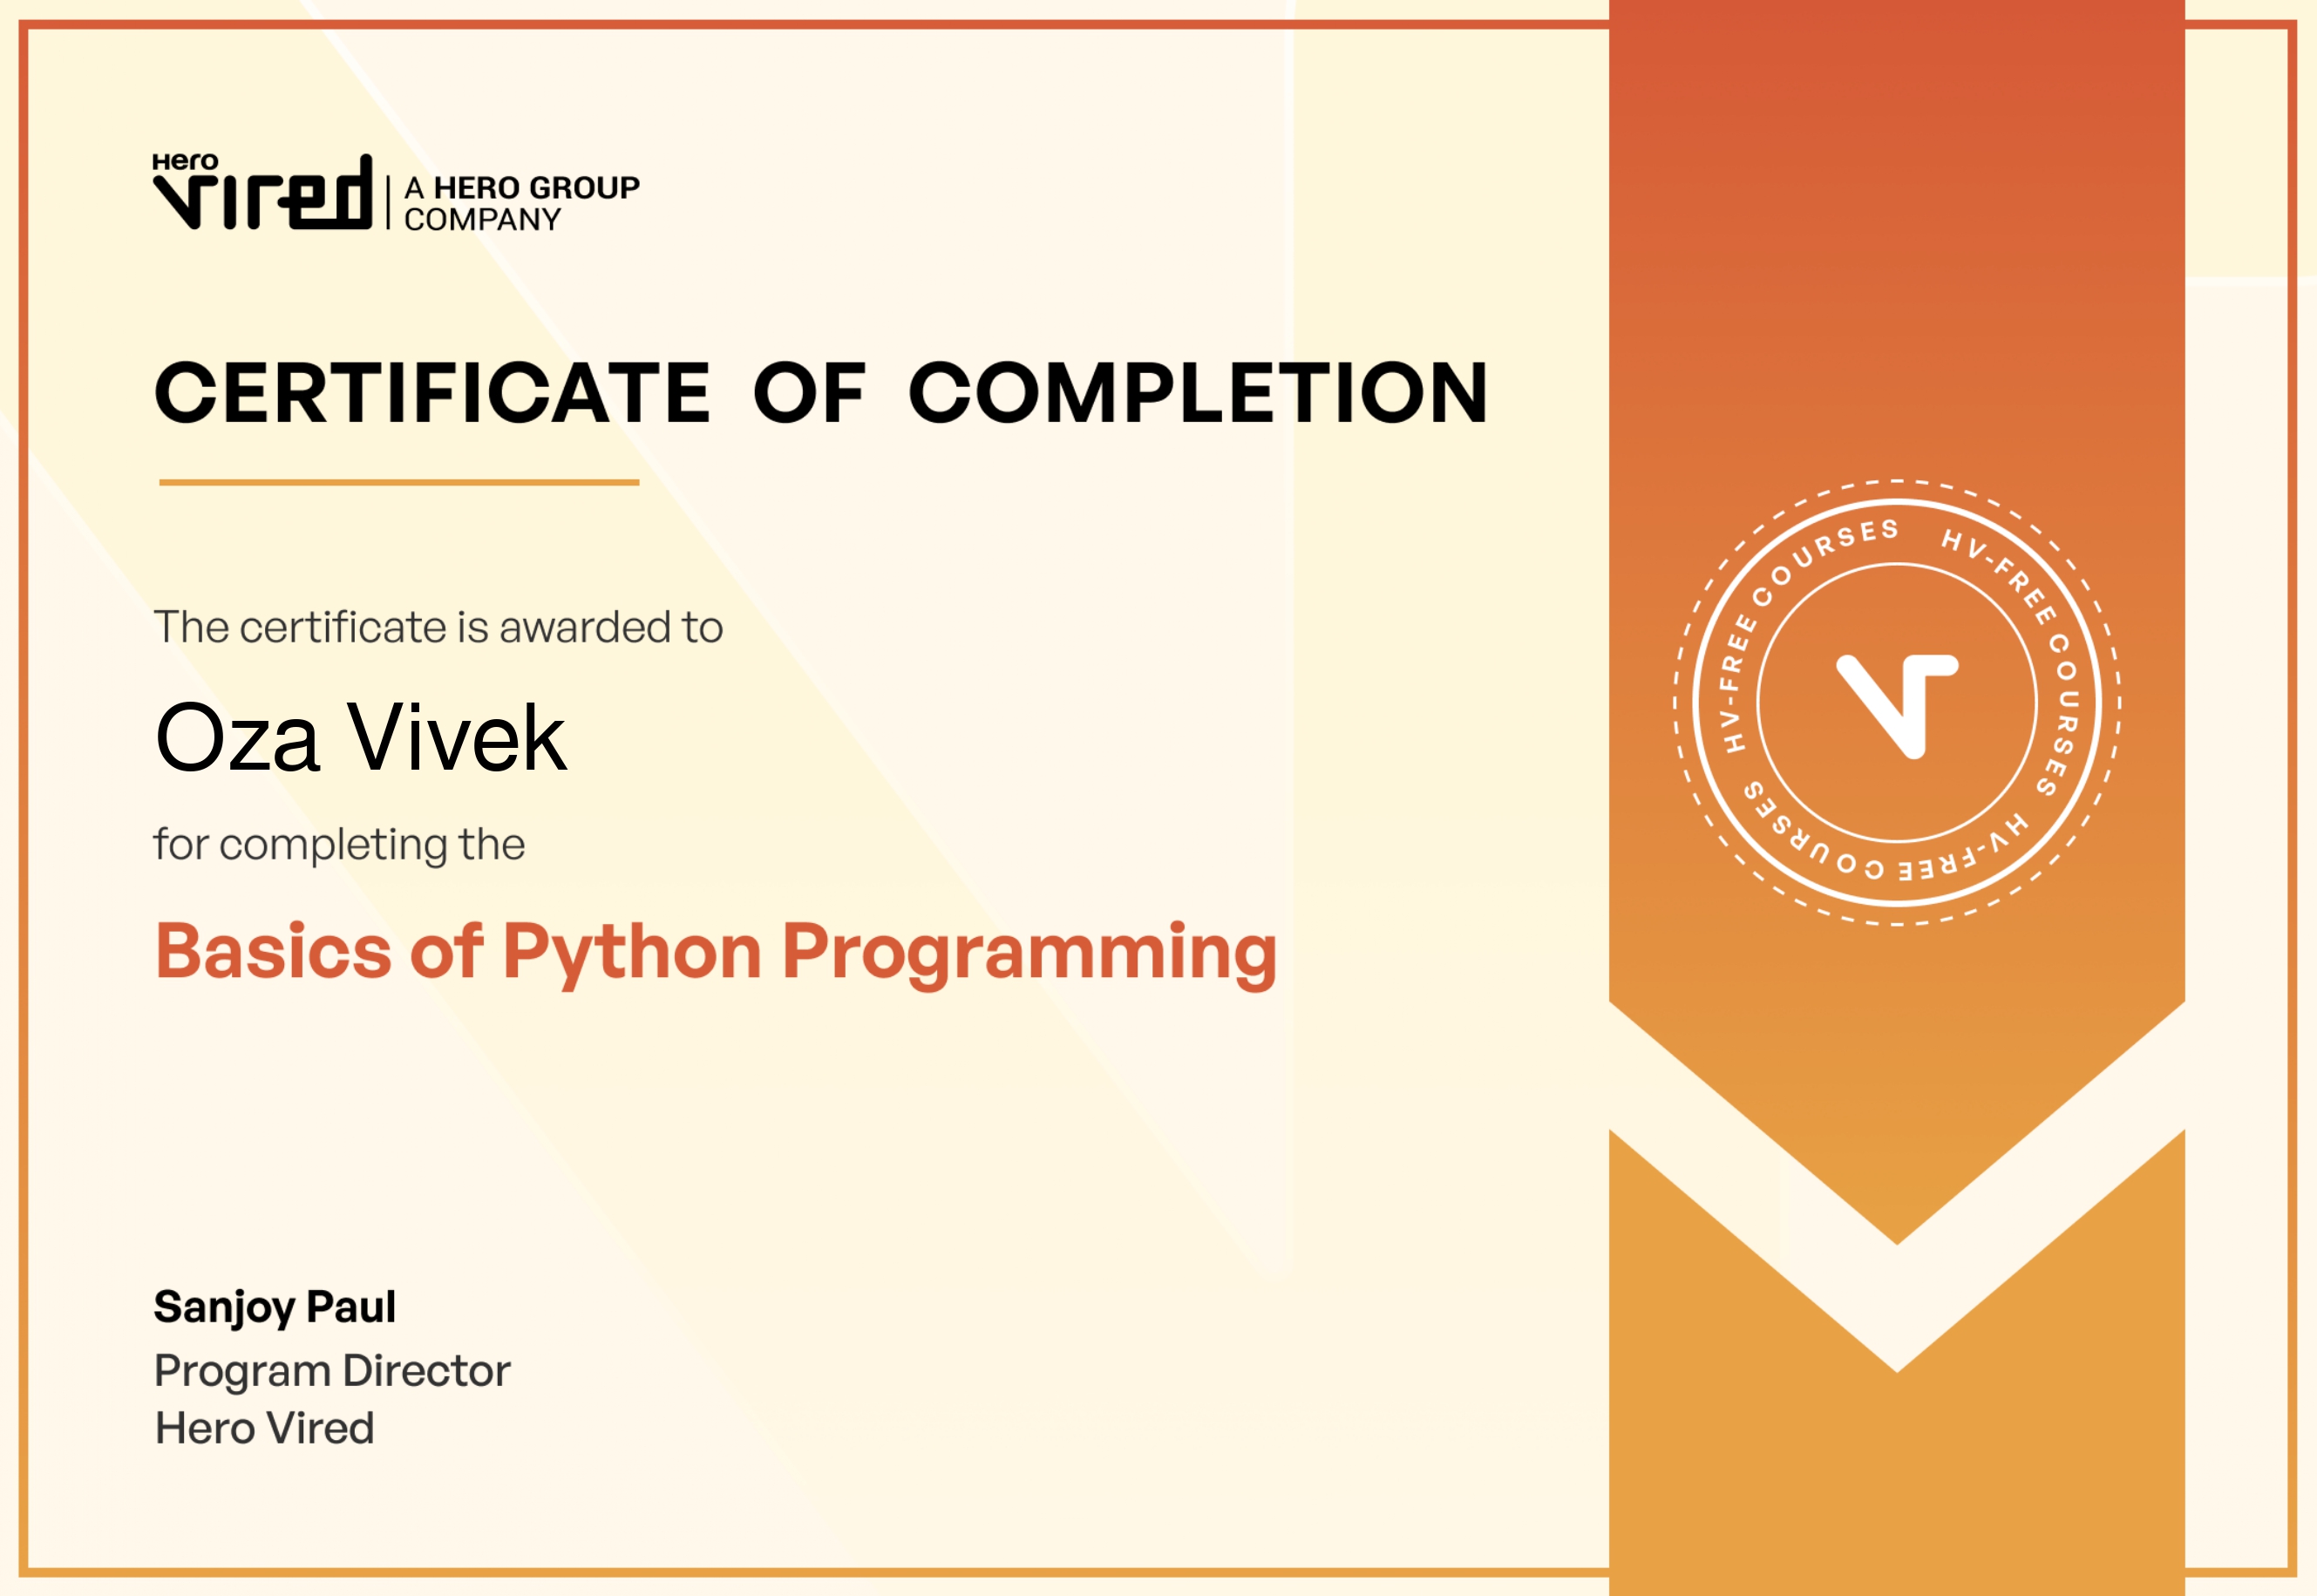 Hero
vired
A HERO GROUP
COMPANY
CERTIFICATE OF COMPLETION
The certificate is awarded to
Oza Vivek
for completing the
Basics of Python Programming
Sanjoy Paul
Program Director
Hero Vired
HV-FREE COURSES HV-FREE COURSES HV-FREE COURSES